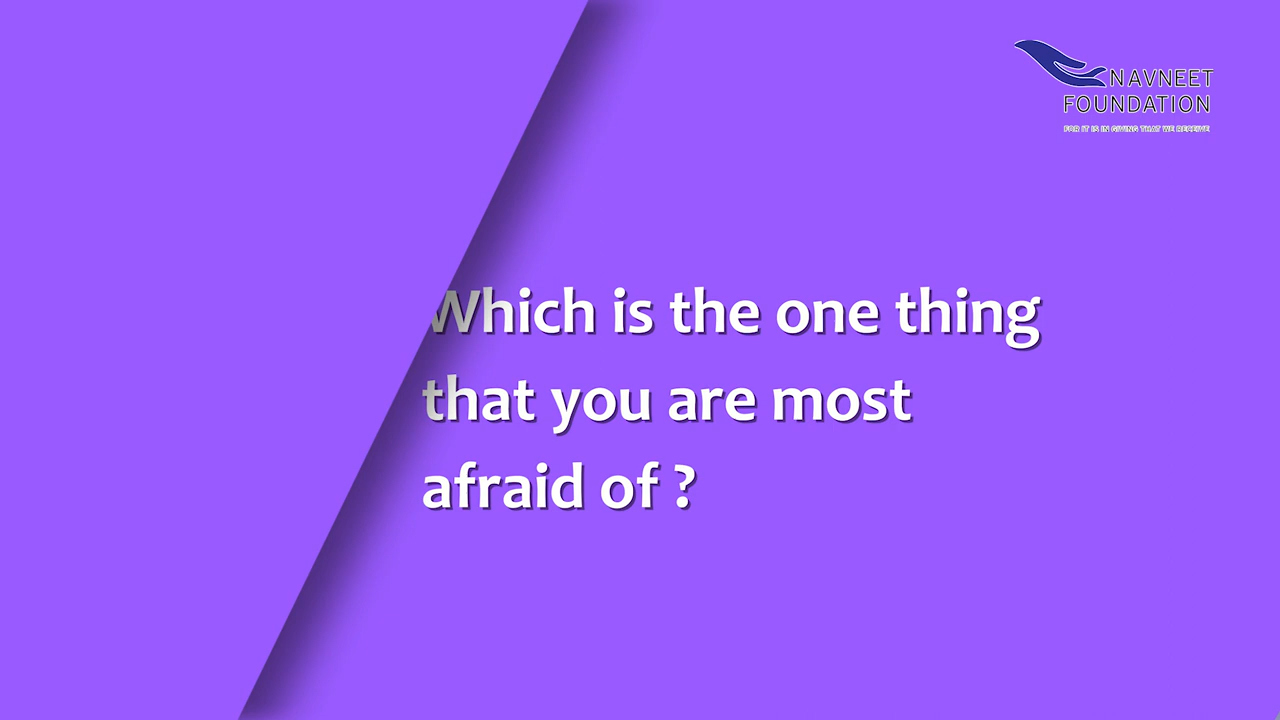 NAVNEET
FOUNDATION
FOR IT IS IN GIVING THAT WE RECEIVE
Which is the one thing
that you are most
afraid of ?